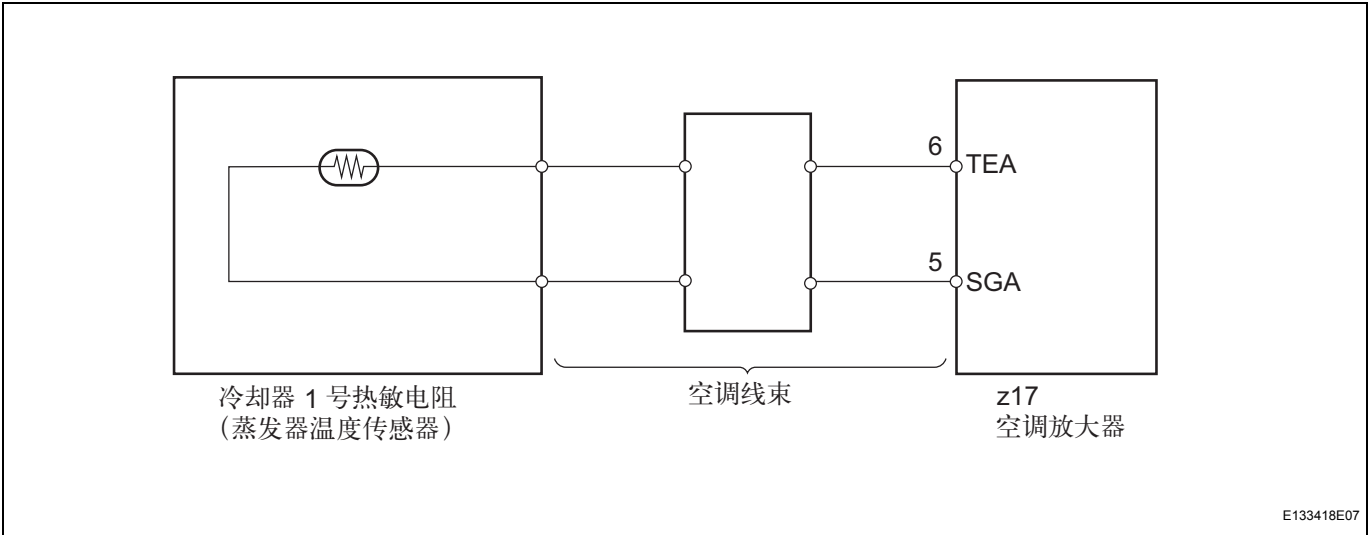 6
TEA
5
SGA
冷却器 1 号热敏电阻
（蒸发器温度传感器）
空调线束
z17
空调放大器
E133418E07